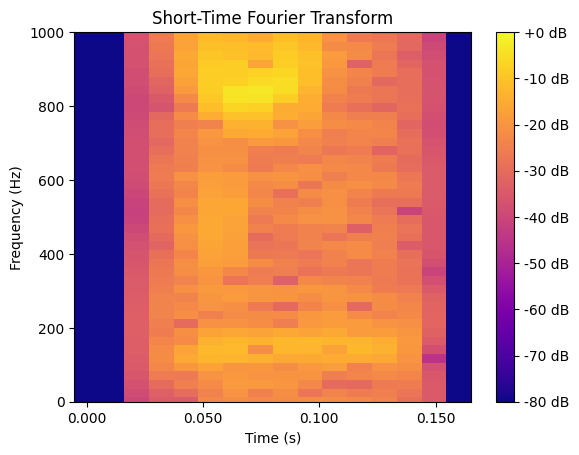 Short-Time Fourier Transform
1000
800
600
400
200
0
Frequency (Hz)
0.000
0.050
0.100
0.150
Time (s)
+0 dB
-10 dB
-20 dB
-30 dB
-40 dB
-50 dB
-60 dB
-70 dB
-80 dB